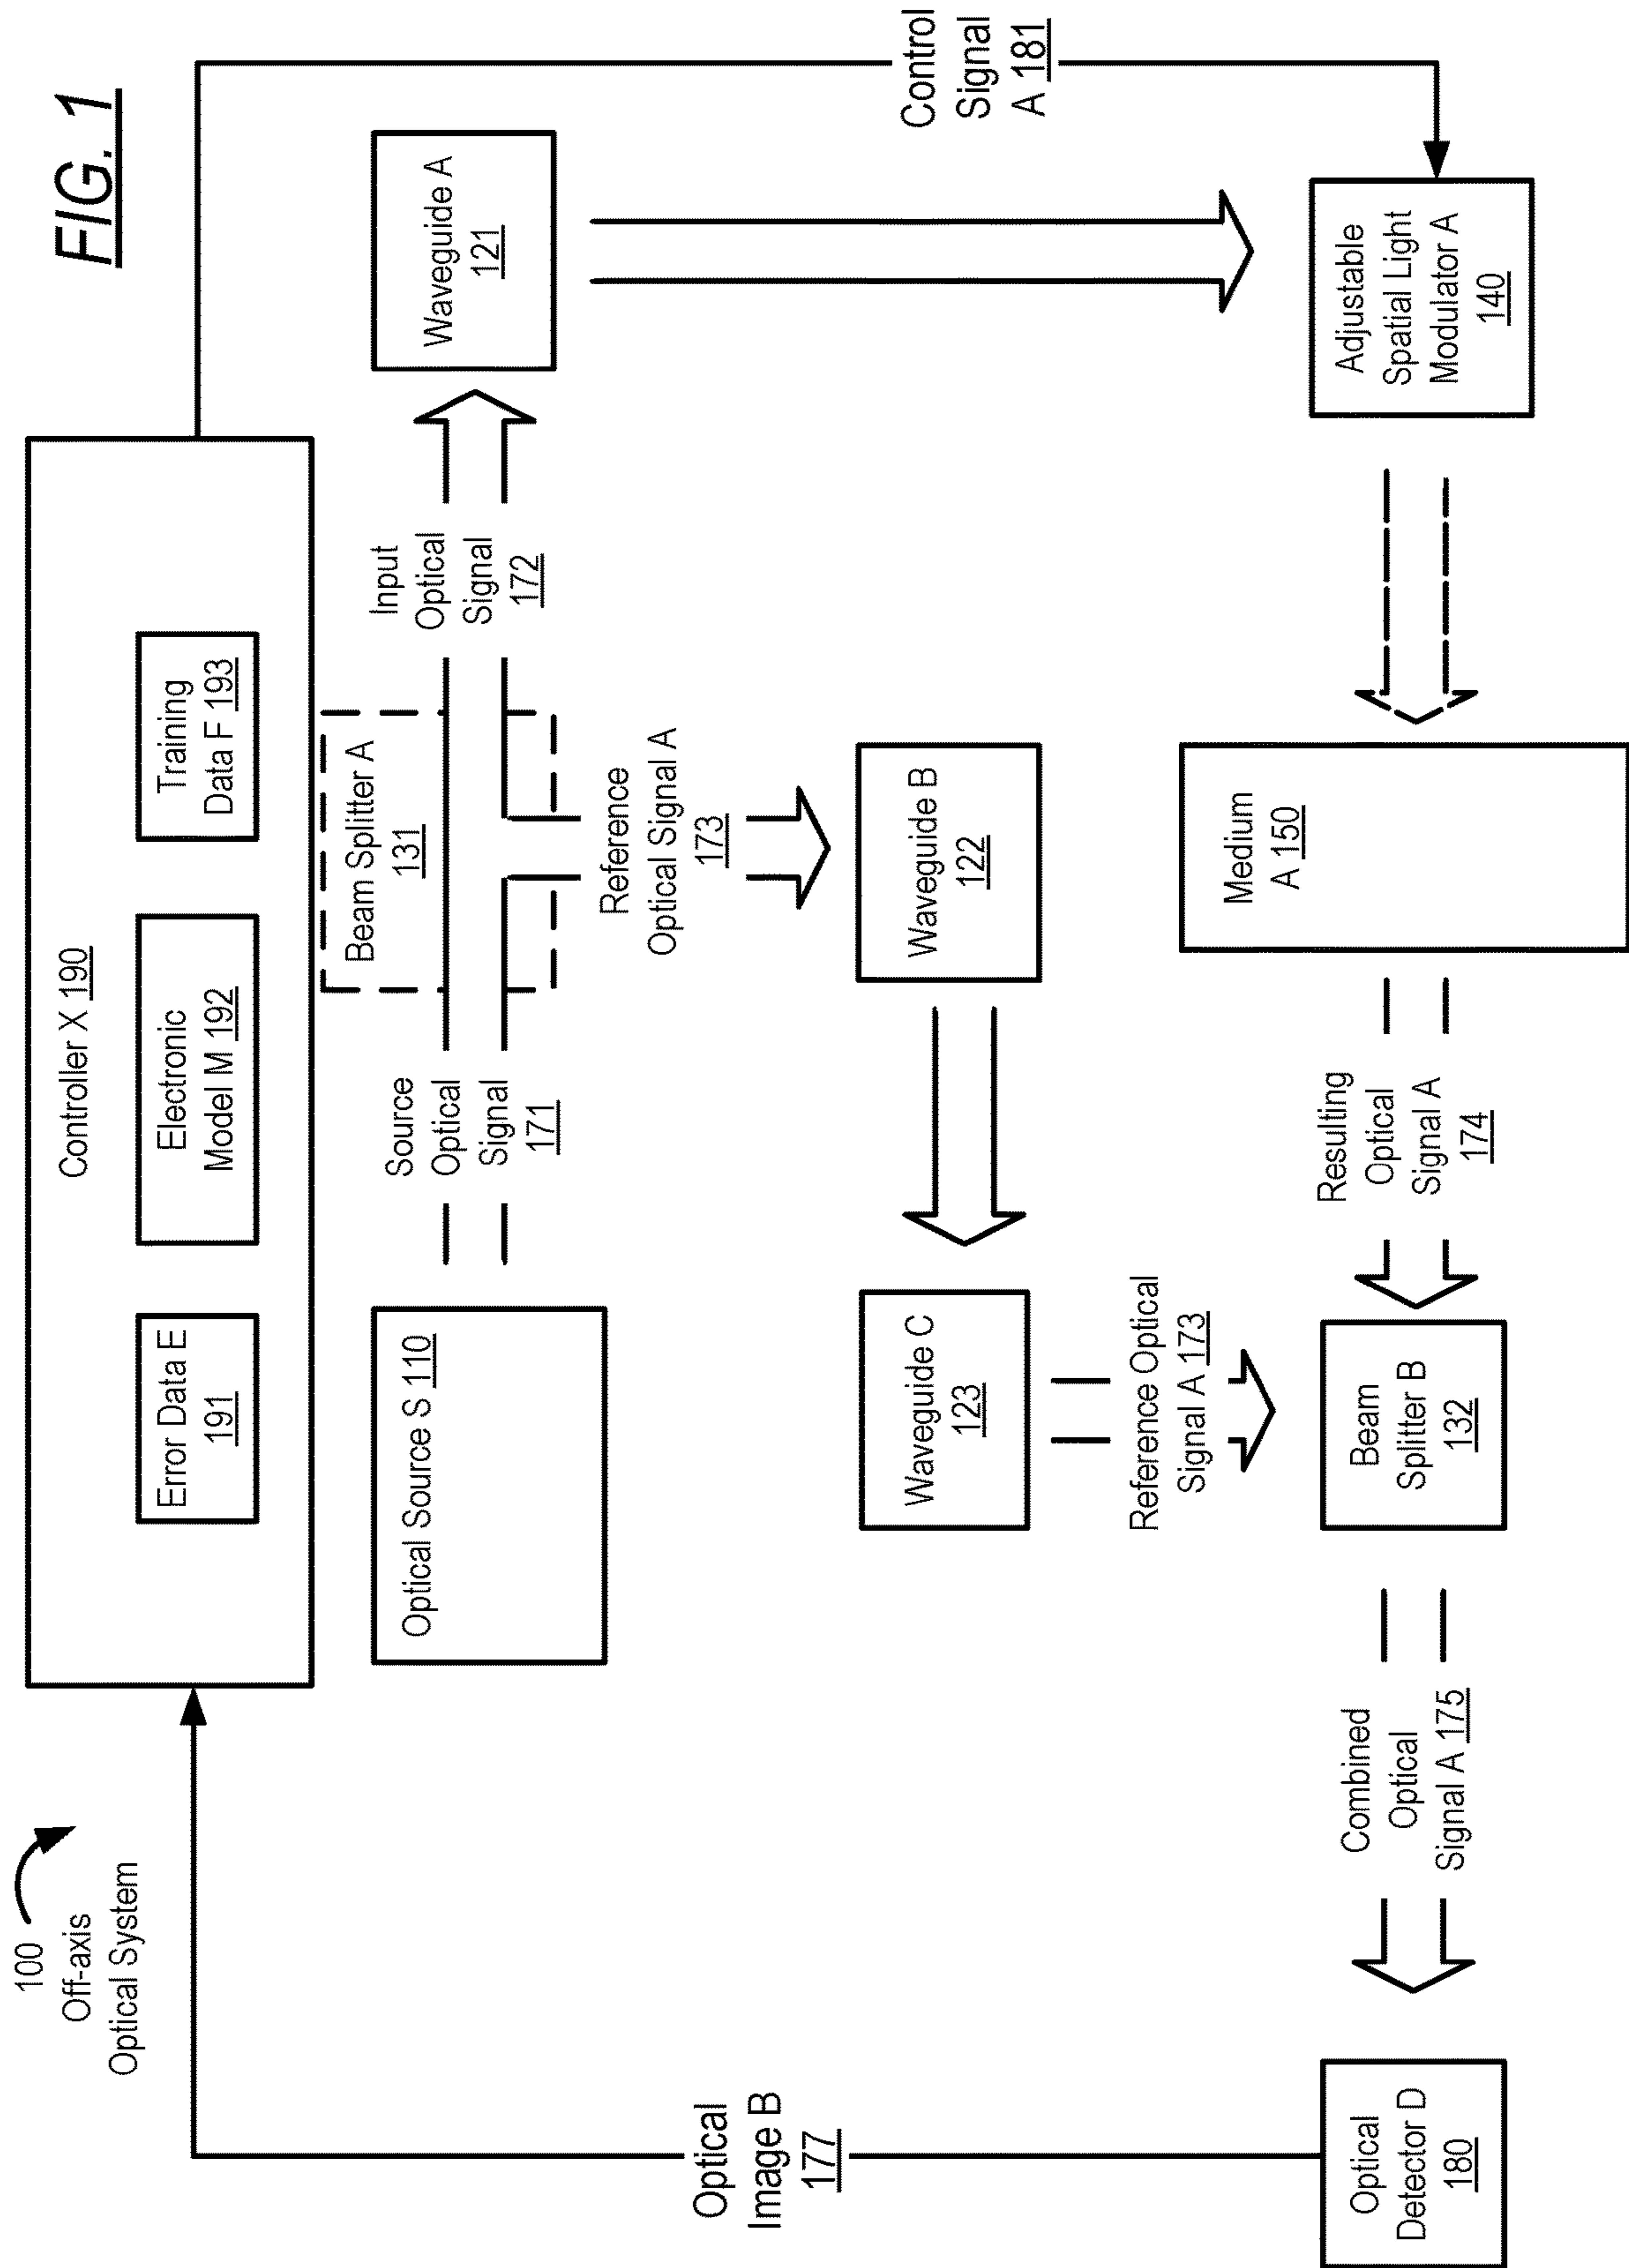 100
Off-axis
Optical System
FIG. 1
Controller X 190
Error Data E
191
Electronic
Model M 192
Training
Data F 193
Optical Source S 110
Source
Optical
Signal
171
Beam Splitter A
131
Input
Optical
Signal
172
Waveguide A
121
Reference
Optical Signal A
173
Control
Signal
A 181
Optical
Image B
177
Waveguide C
123
Waveguide B
122
Reference Optical
Signal A 173
Optical
Detector D
180
Combined
Optical
Signal A 175
Beam
Splitter B
132
Resulting
Optical
Signal A
174
Medium
A 150
Adjustable
Spatial Light
Modulator A
140